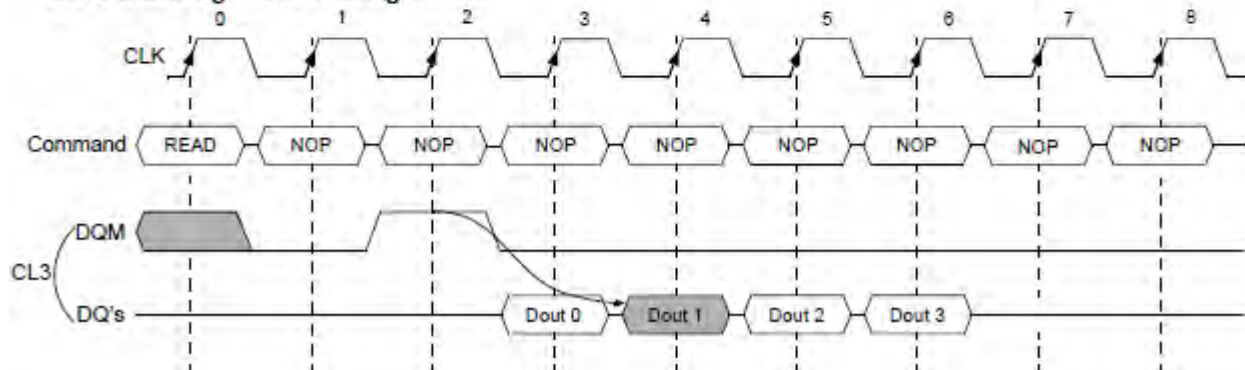 0 1 2 3 4 5 6 7 8
CLK
Command READ NOP NOP NOP NOP NOP NOP NOP NOP
DQM
CL3
DQ's Dout 0 Dout 1 Dout 2 Dout 3